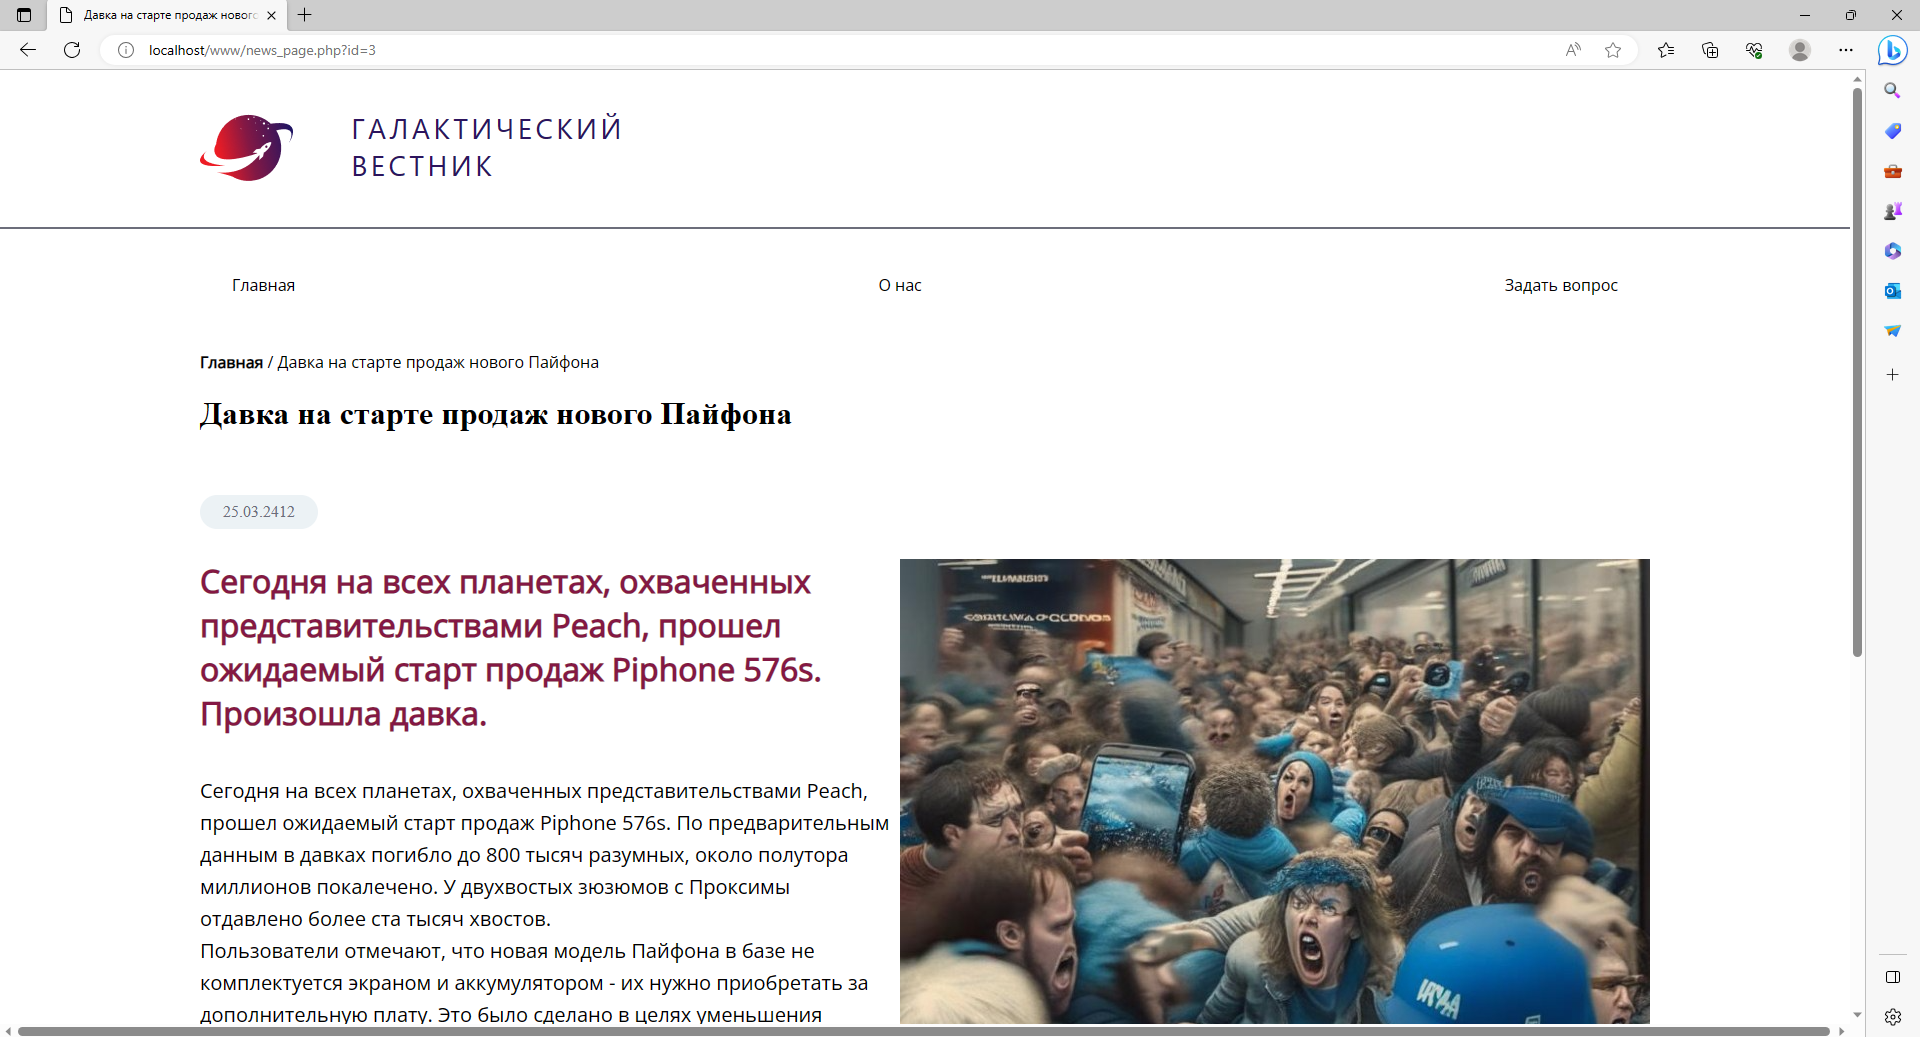 Давка на старте продаж новог
localhost/www/news_page.php?id=3
ГАЛАКТИЧЕСКИЙ
ВЕСТНИК
Главная
О нас
Задать вопрос
Главная / Давка на старте продаж нового Пайфона
Давка на старте продаж нового Пайфона
25.03.2412
Сегодня на всех планетах, охваченных
представительствами Peach, прошел
ожидаемый старт продаж Piphone 576s.
Произошла давка.
Сегодня на всех планетах, охваченных представительствами Peach,
прошел ожидаемый старт продаж Piphone 576s. По предварительным
данным в давках погибло до 800 тысяч разумных, около полутора
миллионов покалечено. У двухвостых зюзюмов с Проксимы
отдавлено более ста тысяч хвостов.
Пользователи отмечают, что новая модель Пайфона в базе не
комплектуется экраном и аккумулятором - их нужно приобретать за
дополнительную плату. Это было сделано в целях уменьшения